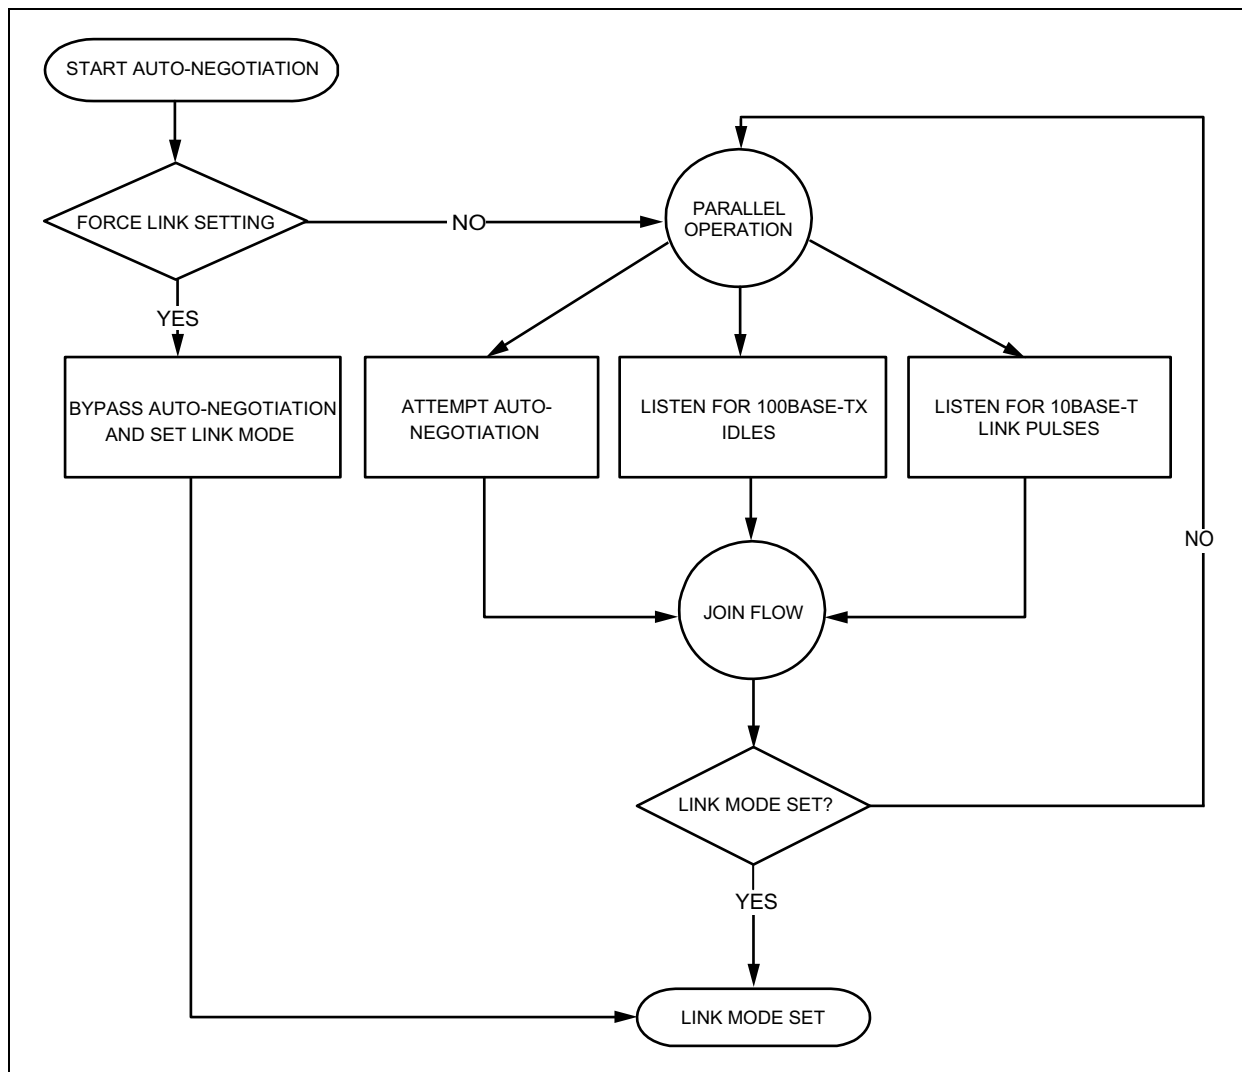 START AUTO-NEGOTIATION
FORCE LINK SETTING
NO
PARALLEL
OPERATION
YES
BYPASS AUTO-NEGOTIATION
AND SET LINK MODE
ATTEMPT AUTO-
NEGOTIATION
LISTEN FOR 100BASE-TX
IDLES
LISTEN FOR 10BASE-T
LINK PULSES
NO
JOIN FLOW
LINK MODE SET?
YES
LINK MODE SET